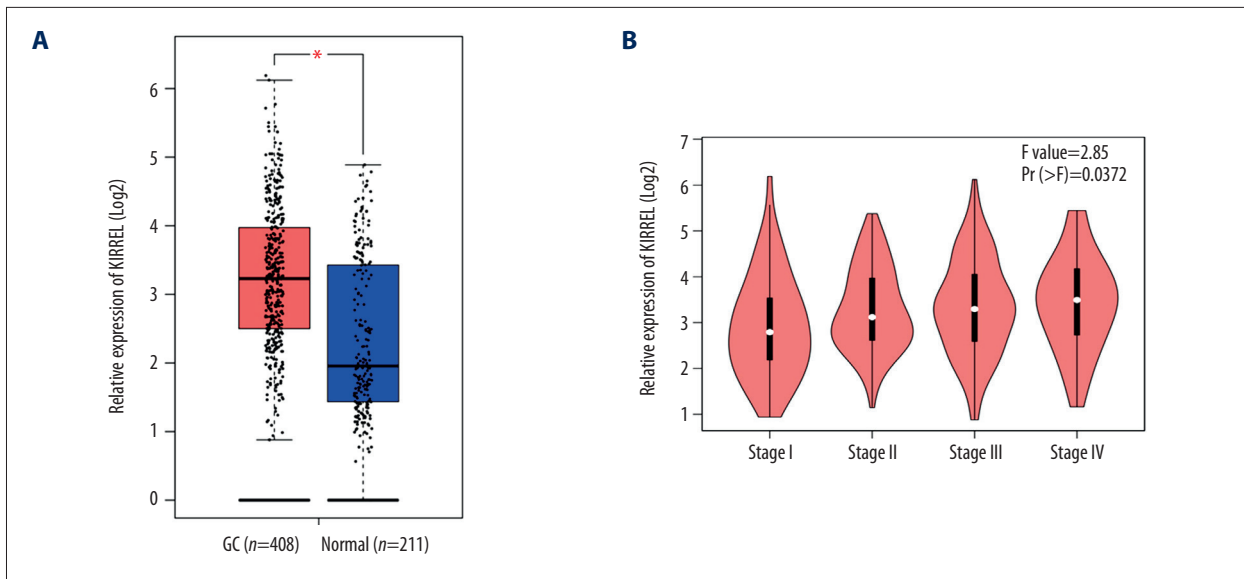 A
Relative expression of KIRREL (Log2)
6
5
4
3
2
1
0
*
GC (n=408) Normal (n=211)
B
Relative expression of KIRREL (Log2)
7
6
5
4
3
2
1
F value=2.85
Pr (>F)=0.0372
Stage I Stage II Stage III Stage IV